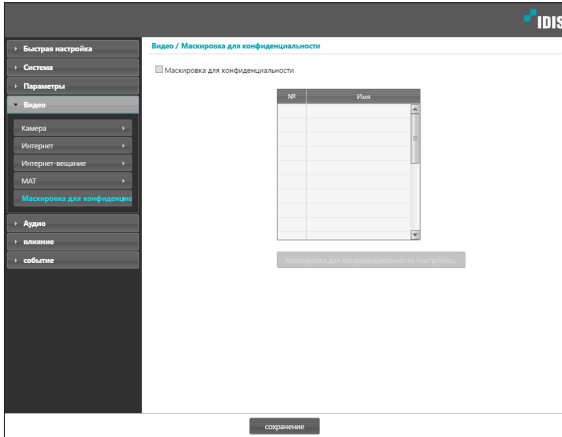 IDIS
Быстрая настройка
Система
Параметры
Видео
Камера
Интернет
Интернет-вещание
MAT
Маскировка для конфиденциа
Аудио
влияние
событие
Видео / Маскировка для конфиденциальности
Маскировка для конфиденциальности
№ Имя
Маскировка для конфиденциальности Настройки...
сохранение